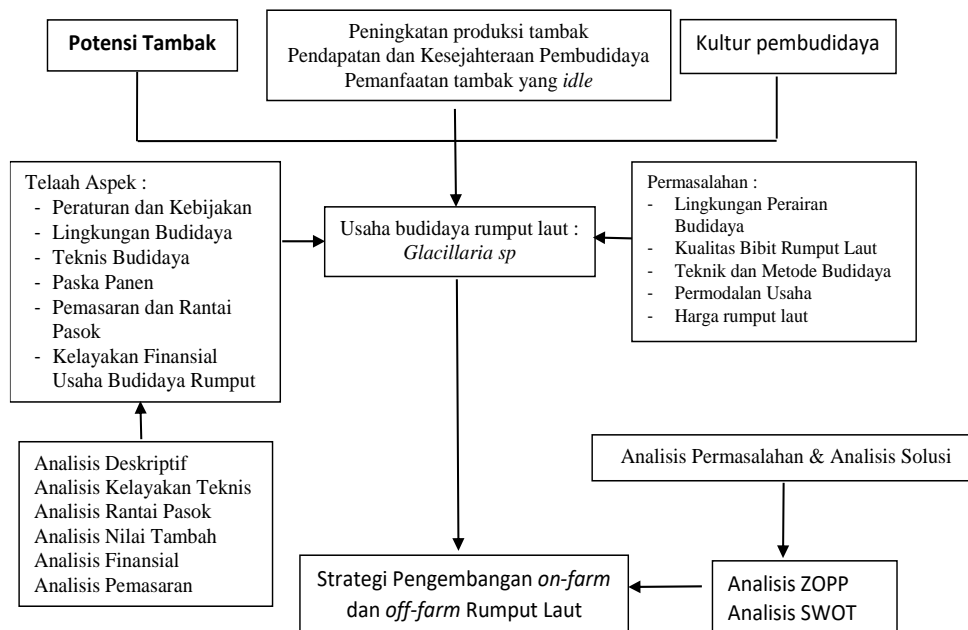 Potensi Tambak
Peningkatan produksi tambak
Pendapatan dan Kesejahteraan Pembudidaya
Pemanfaatan tambak yang idle
Kultur pembudidaya
Telaah Aspek :
- Peraturan dan Kebijakan
- Lingkungan Budidaya
- Teknis Budidaya
- Paska Panen
- Pemasaran dan Rantai
Pasok
- Kelayakan Finansial
Usaha Budidaya Rumput
Usaha budidaya rumput laut :
Glacillaria sp
Permasalahan :
- Lingkungan Perairan
Budidaya
- Kualitas Bibit Rumput Laut
- Teknik dan Metode Budidaya
- Permodalan Usaha
- Harga rumput laut
Analisis Deskriptif
Analisis Kelayakan Teknis
Analisis Rantai Pasok
Analisis Nilai Tambah
Analisis Finansial
Analisis Pemasaran
Analisis Permasalahan & Analisis Solusi
Strategi Pengembangan on-farm
dan off-farm Rumput Laut
Analisis ZOPP
Analisis SWOT